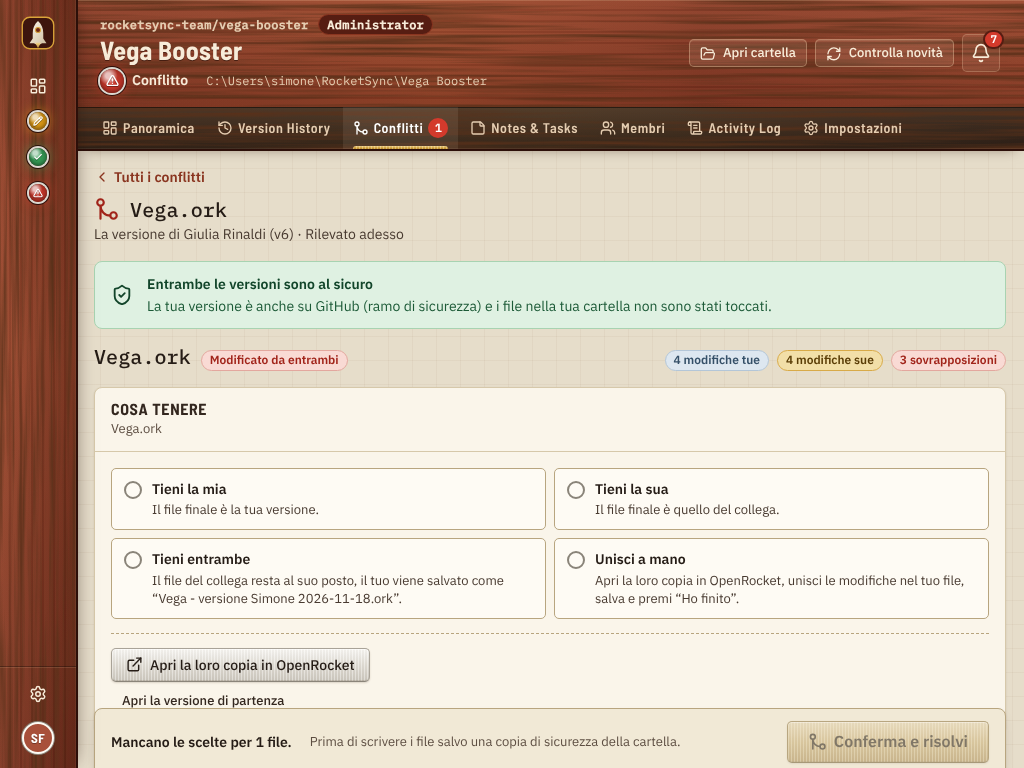 rocketsync-team/vega-booster Administrator
Vega Booster
Conflitto C:\Users\simone\RocketSync\Vega Booster
Apri cartella
Controlla novità
7
Panoramica
Version History
Conflitti 1
Notes & Tasks
Membri
Activity Log
Impostazioni
Tutti i conflitti
Vega.ork
La versione di Giulia Rinaldi (v6) · Rilevato adesso
Entrambe le versioni sono al sicuro
La tua versione è anche su GitHub (ramo di sicurezza) e i file nella tua cartella non sono stati toccati.
Vega.ork Modificato da entrambi
4 modifiche tue
4 modifiche sue
3 sovrapposizioni
COSA TENERE
Vega.ork
Tieni la mia
Il file finale è la tua versione.
Tieni la sua
Il file finale è quello del collega.
Tieni entrambe
Il file del collega resta al suo posto, il tuo viene salvato come
“Vega - versione Simone 2026-11-18.ork”.
Unisci a mano
Apri la loro copia in OpenRocket, unisci le modifiche nel tuo file,
salva e premi “Ho finito”.
Apri la loro copia in OpenRocket
Apri la versione di partenza
Mancano le scelte per 1 file. Prima di scrivere i file salvo una copia di sicurezza della cartella.
Conferma e risolvi
SF